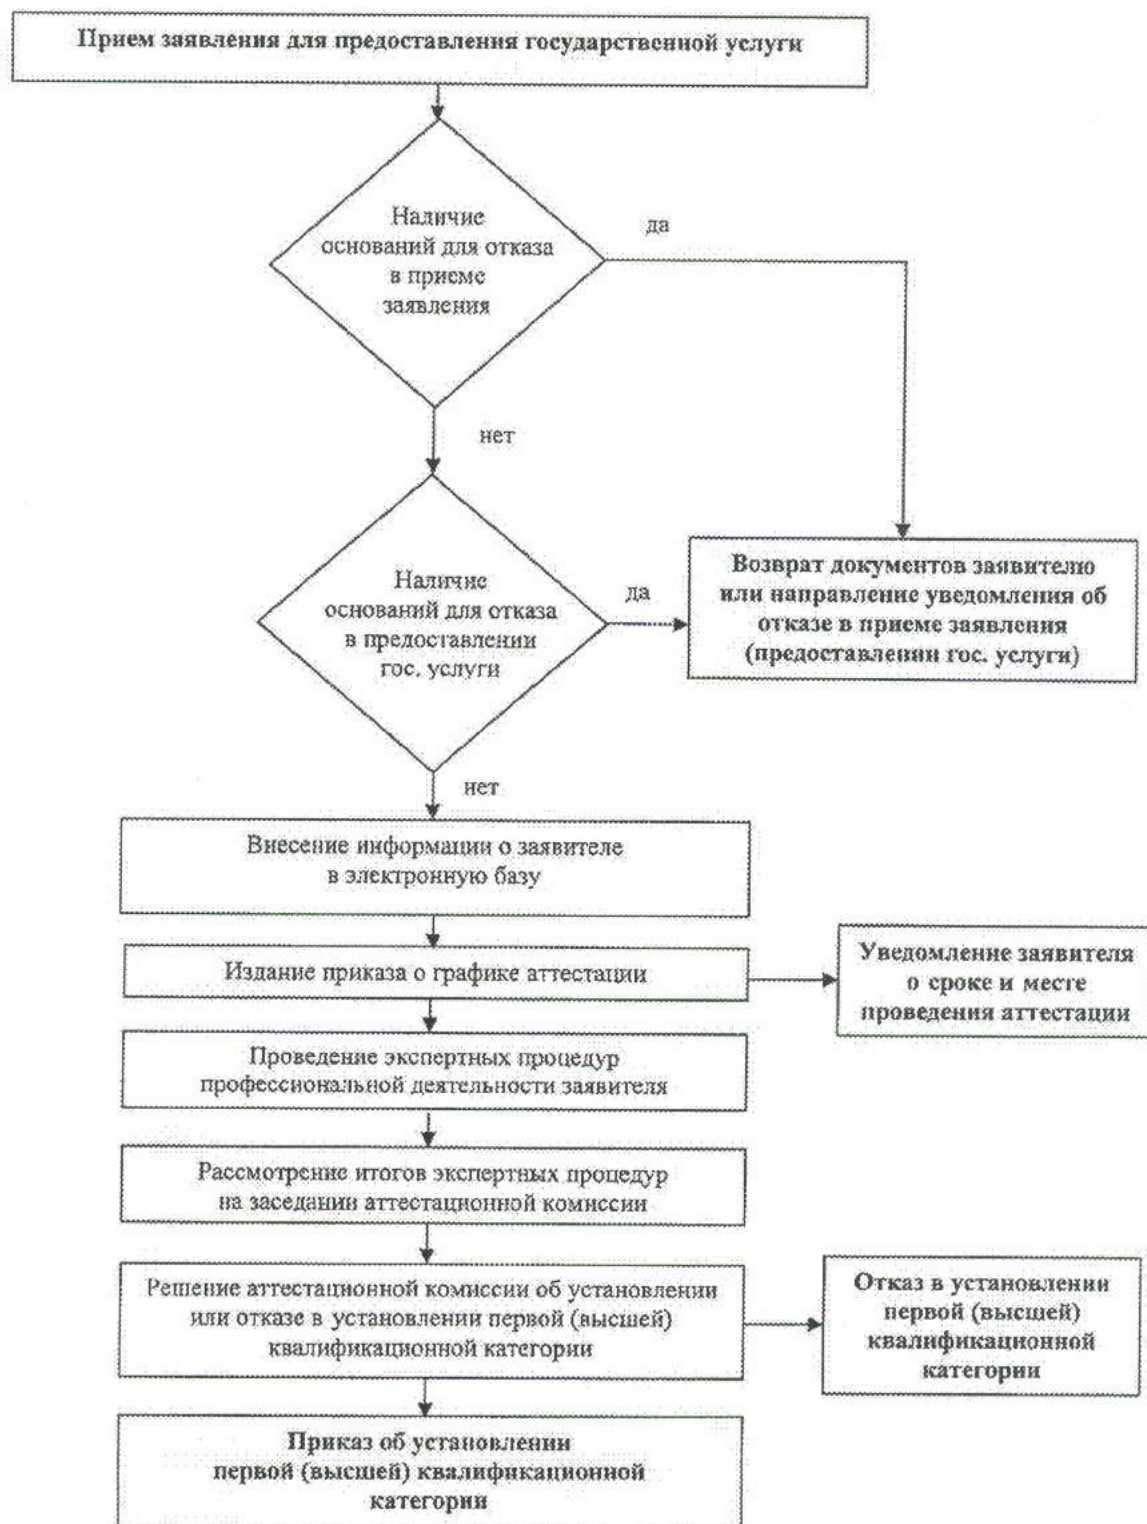 Прием заявления для предоставления государственной услуги
Наличие
оснований для отказа
в приеме
заявления
да
нет
Наличие
оснований для отказа
в предоставлении
гос. услуги
да
Возврат документов заявителю
или направление уведомления об
отказе в приеме заявления
(предоставлении гос. услуги)
нет
Внесение информации о заявителе
в электронную базу
Издание приказа о графике аттестации
Уведомление заявителя
о сроке и месте
проведения аттестации
Проведение экспертных процедур
профессиональной деятельности заявителя
Рассмотрение итогов экспертных процедур
на заседании аттестационной комиссии
Решение аттестационной комиссии об установлении
или отказе в установлении первой (высшей)
квалификационной категории
Отказ в установлении
первой (высшей)
квалификационной
категории
Приказ об установлении
первой (высшей) квалификационной
категории